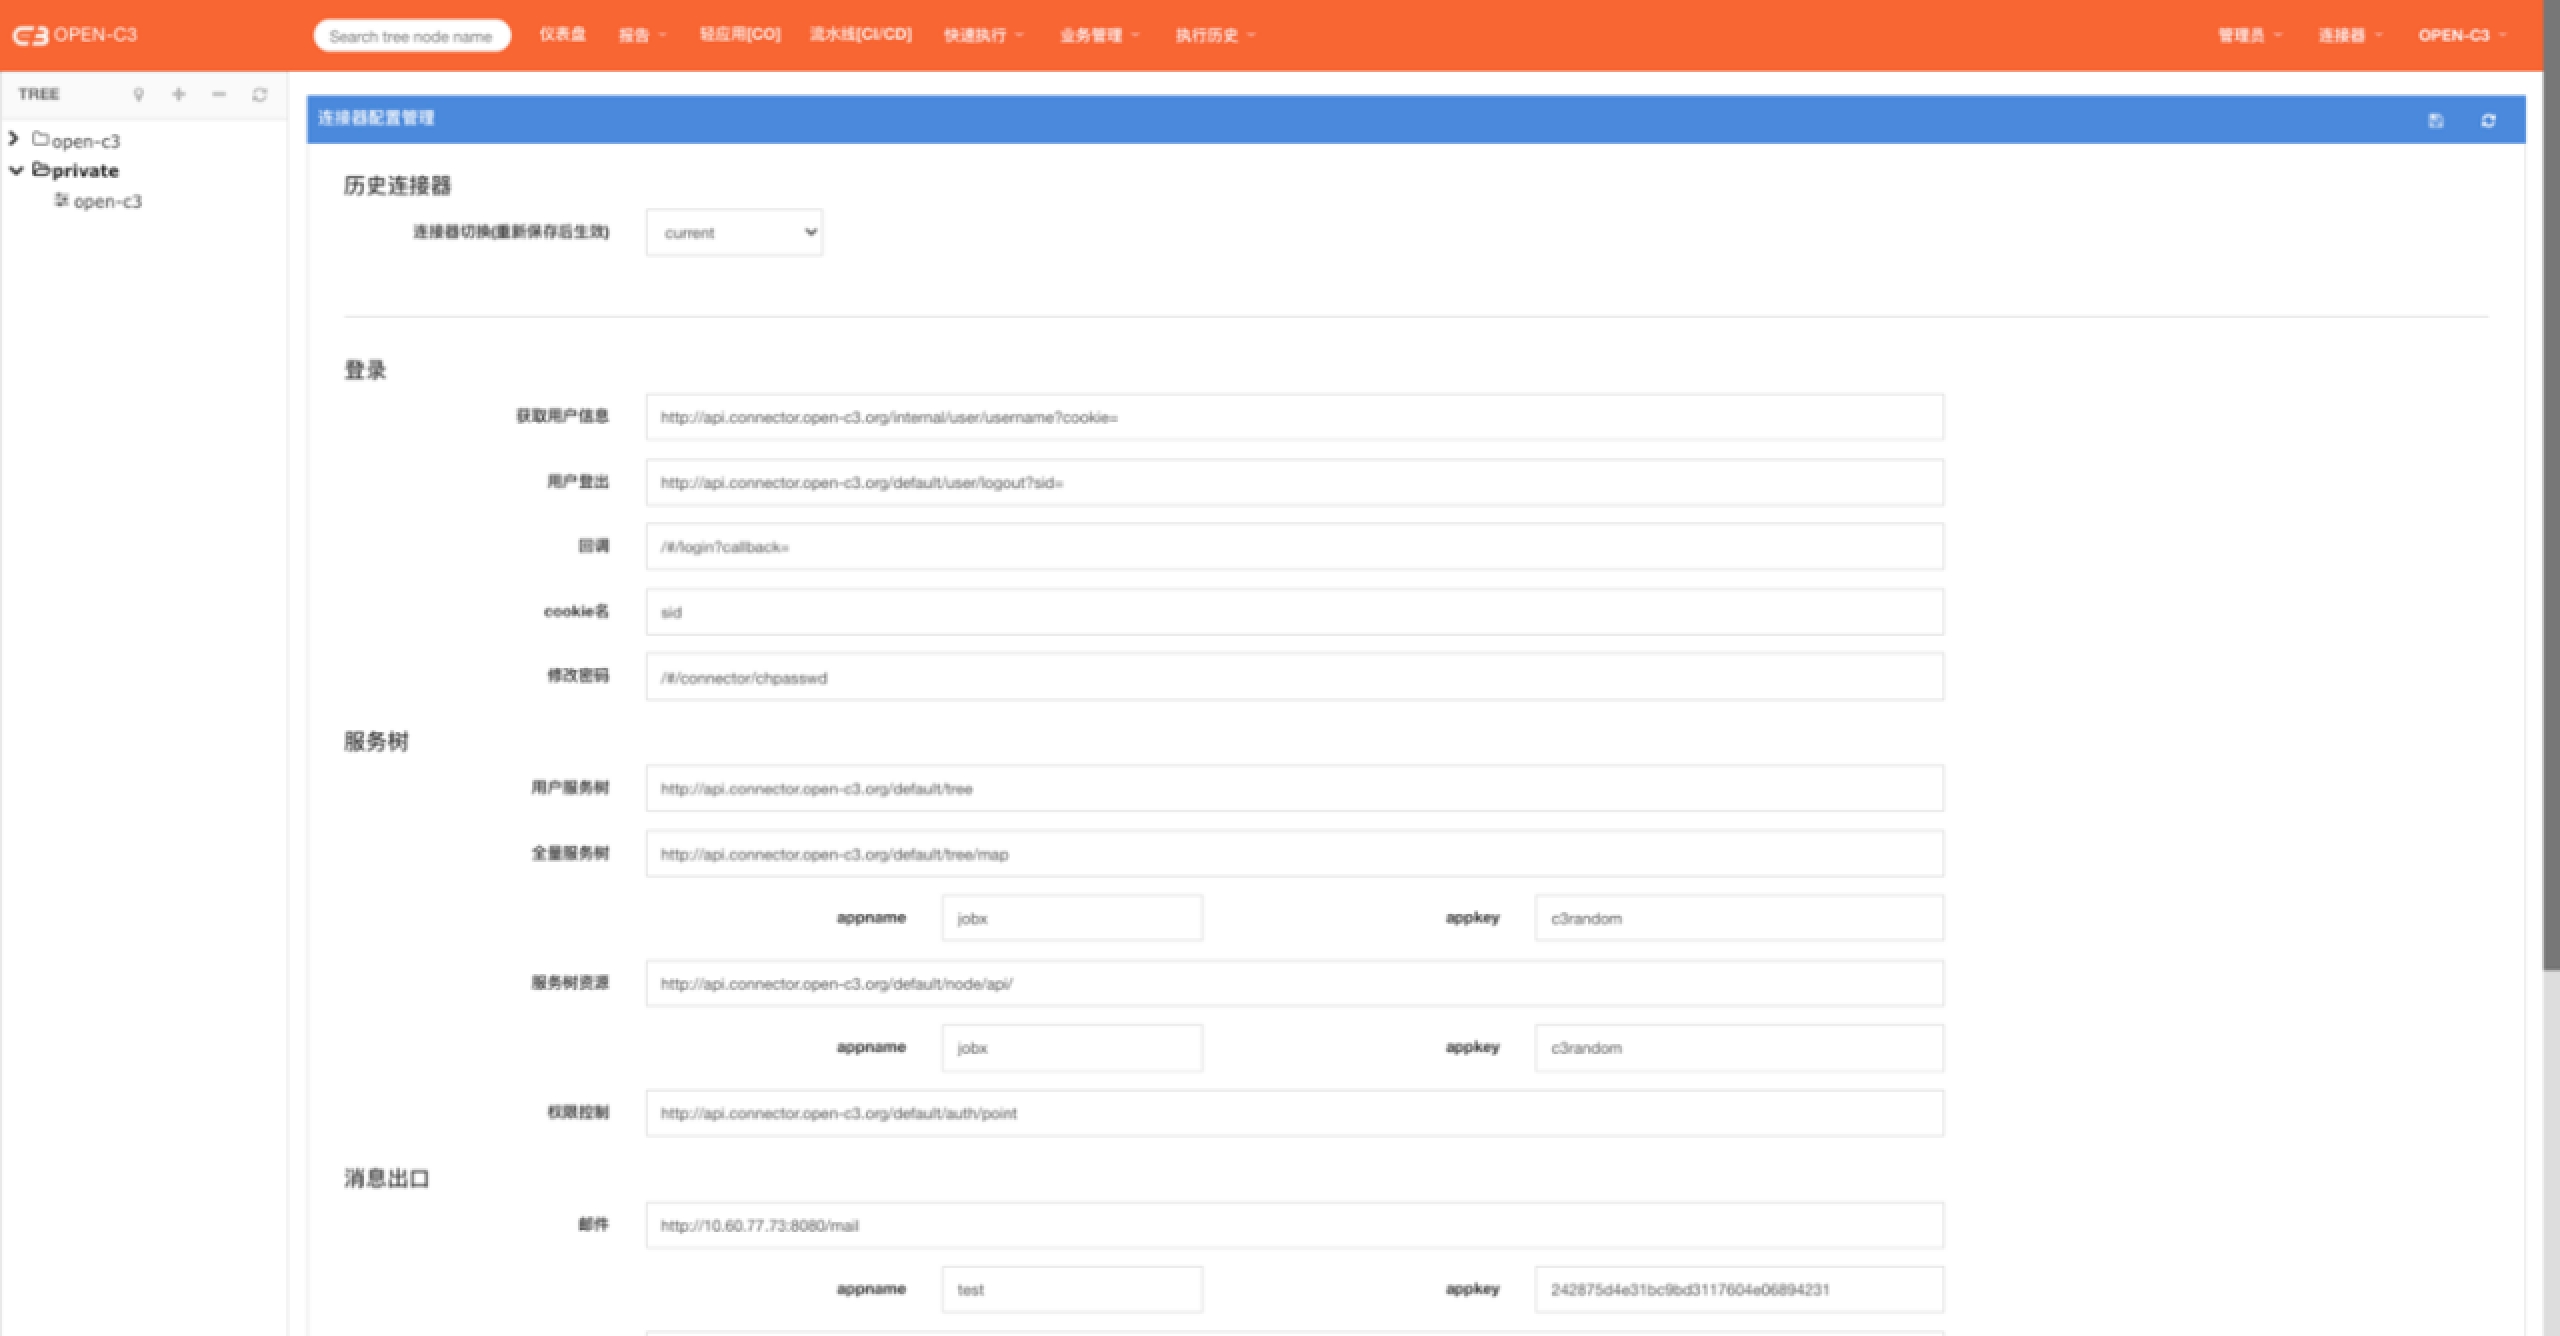 OPEN-C3 Search tree node name 仪表盘 报告 轻应用[CO] 流水线[CI/CD] 快速执行 业务管理 执行历史 管理员 连接器 OPEN-C3
TREE
open-c3
private
open-c3
连接器配置管理
历史连接器
连接器切换(重新保存后生效) current
登录
获取用户信息 http://api.connector.open-c3.org/internal/user/username?cookie=
用户登出 http://api.connector.open-c3.org/default/user/logout?sid=
回调 /#/login?callback=
cookie名 sid
修改密码 /#/connector/chpasswd
服务树
用户服务树 http://api.connector.open-c3.org/default/tree
全量服务树 http://api.connector.open-c3.org/default/tree/map
appname jobx appkey c3random
服务树资源 http://api.connector.open-c3.org/default/node/api/
appname jobx appkey c3random
权限控制 http://api.connector.open-c3.org/default/auth/point
消息出口
邮件 http://10.60.77.73:8080/mail
appname test appkey 242875d4e31bc9bd3117604e06894231